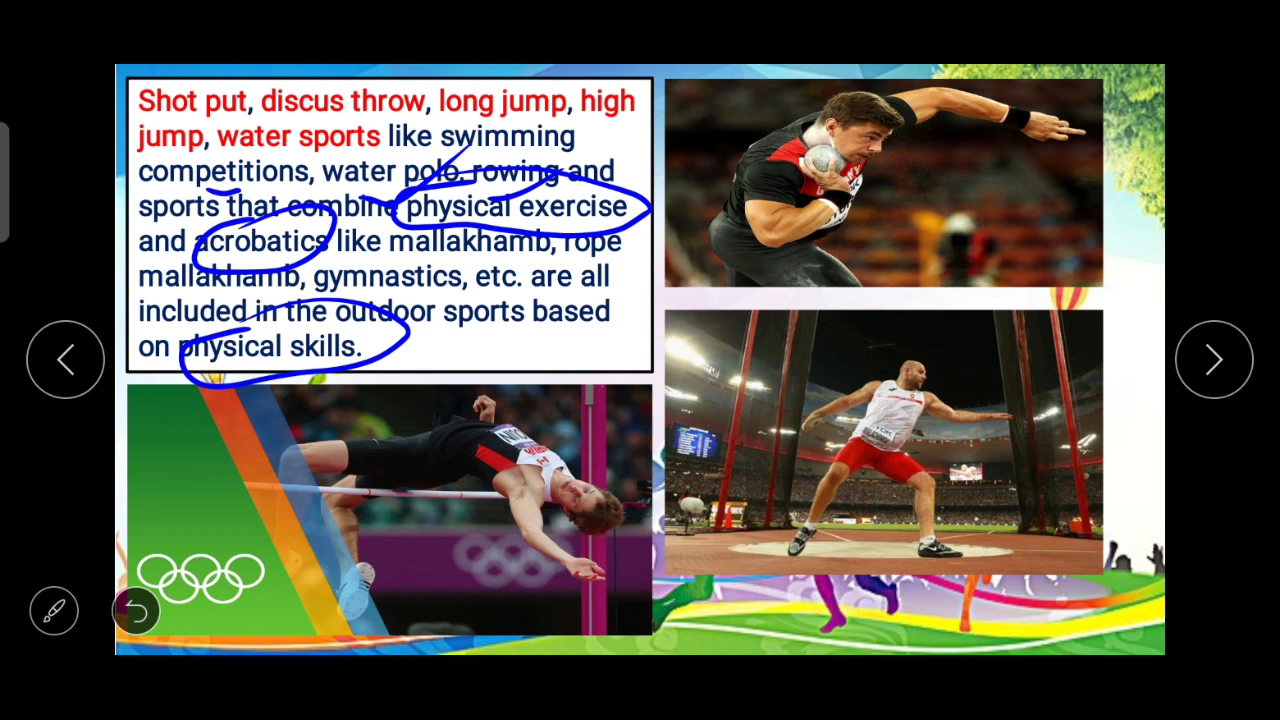 Shot put, discus throw, long jump, high
jump, water sports like swimming
competitions, water polo, rowing and
sports that combine physical exercise
and acrobatics like mallakhamb, rope
mallakhamb, gymnastics, etc. are all
included in the outdoor sports based
on physical skills.